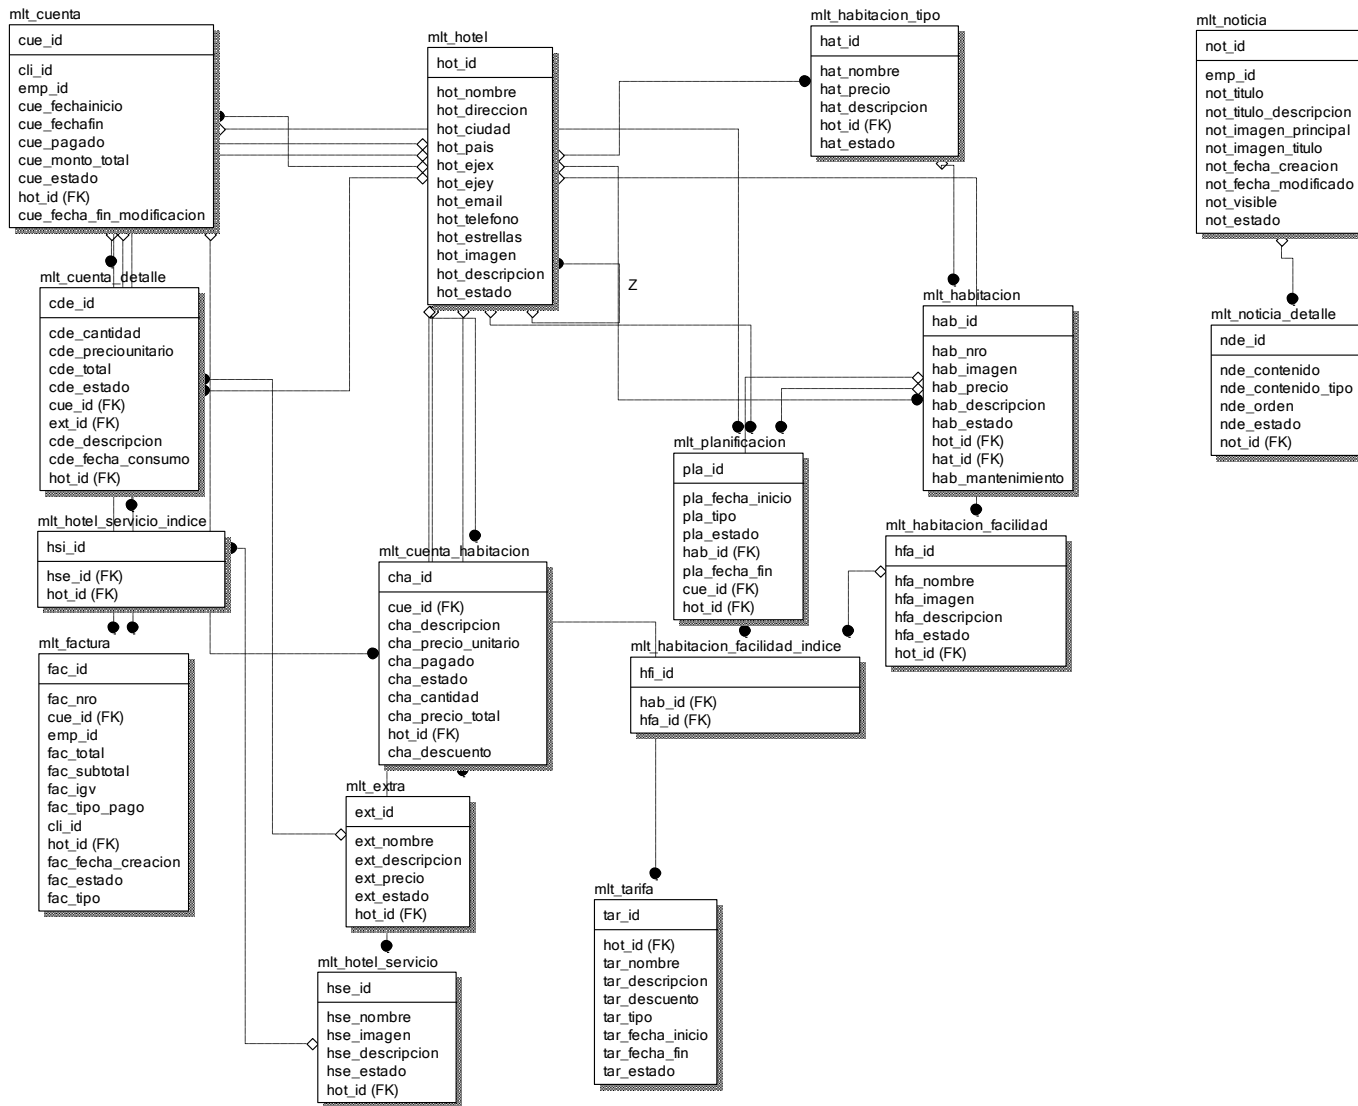 mlt_cuenta
cue_id
cli_id
emp_id
cue_fechainicio
cue_fechafin
cue_pagado
cue_monto_total
cue_estado
hot_id (FK)
cue_fecha_fin_modificacion
mlt_hotel
hot_id
hot_nombre
hot_direccion
hot_ciudad
hot_pais
hot_ejex
hot_ejey
hot_email
hot_telefono
hot_estrellas
hot_imagen
hot_descripcion
hot_estado
Z
mlt_habitacion_tipo
hat_id
hat_nombre
hat_precio
hat_descripcion
hot_id (FK)
hat_estado
mlt_noticia
not_id
emp_id
not_titulo
not_titulo_descripcion
not_imagen_principal
not_imagen_titulo
not_fecha_creacion
not_fecha_modificado
not_visible
not_estado
mlt_cuenta_detalle
cde_id
cde_cantidad
cde_preciounitario
cde_total
cde_estado
cue_id (FK)
ext_id (FK)
cde_descripcion
cde_fecha_consumo
hot_id (FK)
mlt_habitacion
hab_id
hab_nro
hab_imagen
hab_precio
hab_descripcion
hab_estado
hot_id (FK)
hat_id (FK)
hab_mantenimiento
mlt_noticia_detalle
nde_id
nde_contenido
nde_contenido_tipo
nde_orden
nde_estado
not_id (FK)
mlt_planificacion
pla_id
pla_fecha_inicio
pla_tipo
pla_estado
hab_id (FK)
pla_fecha_fin
cue_id (FK)
hot_id (FK)
mlt_hotel_servicio_indice
hsi_id
hse_id (FK)
hot_id (FK)
mlt_cuenta_habitacion
cha_id
cue_id (FK)
cha_descripcion
cha_precio_unitario
cha_pagado
cha_estado
cha_cantidad
cha_precio_total
hot_id (FK)
cha_descuento
mlt_habitacion_facilidad
hfa_id
hfa_nombre
hfa_imagen
hfa_descripcion
hfa_estado
hot_id (FK)
mlt_factura
fac_id
fac_nro
cue_id (FK)
emp_id
fac_total
fac_subtotal
fac_igv
fac_tipo_pago
cli_id
hot_id (FK)
fac_fecha_creacion
fac_estado
fac_tipo
mlt_habitacion_facilidad_indice
hfi_id
hab_id (FK)
hfa_id (FK)
mlt_extra
ext_id
ext_nombre
ext_descripcion
ext_precio
ext_estado
hot_id (FK)
mlt_tarifa
tar_id
hot_id (FK)
tar_nombre
tar_descripcion
tar_descuento
tar_tipo
tar_fecha_inicio
tar_fecha_fin
tar_estado
mlt_hotel_servicio
hse_id
hse_nombre
hse_imagen
hse_descripcion
hse_estado
hot_id (FK)